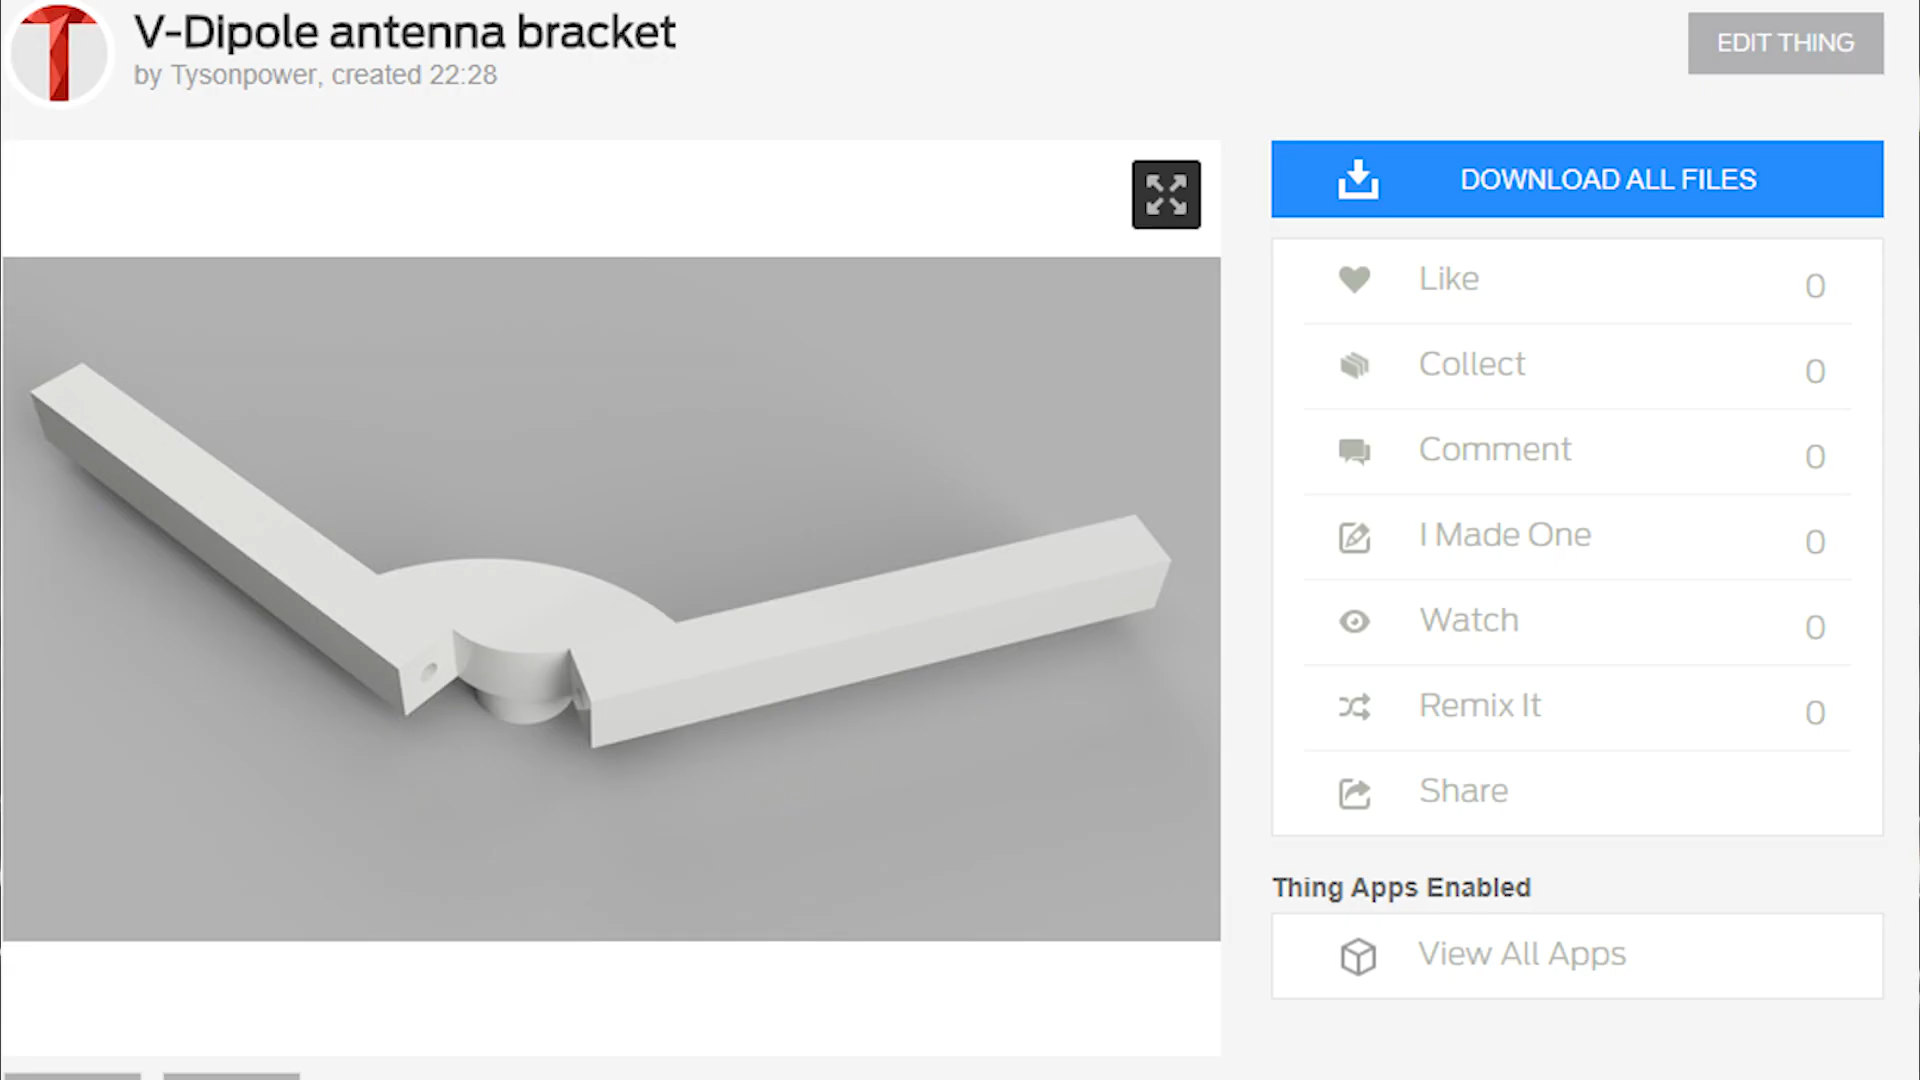 V-Dipole antenna bracket
by Tysonpower, created 22:28
EDIT THING
DOWNLOAD ALL FILES
Like 0
Collect 0
Comment 0
I Made One 0
Watch 0
Remix It 0
Share
Thing Apps Enabled
View All Apps